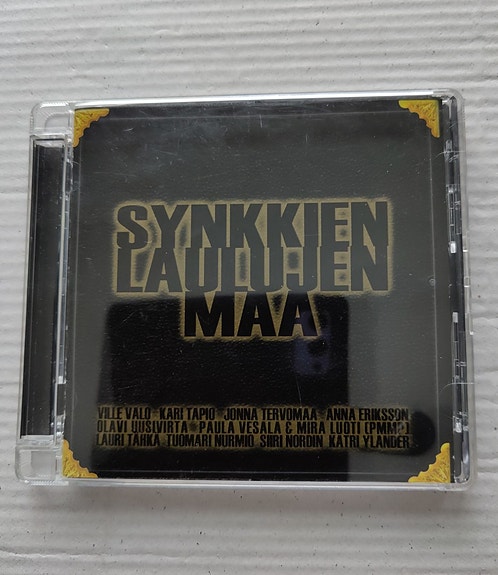 SYNKKIEN
LAULUJEN
MAA
VILLE VALO KARI TAPIO JONNA TERVOMAA ANNA ERIKSSON
OLAVI UUSIVIRTA PAULA VESALA & MIRA LUOTI (PMMP)
LAURI TÄHKÄ TUOMARI NURMIO SIIRI NORDIN KATRI YLANDER